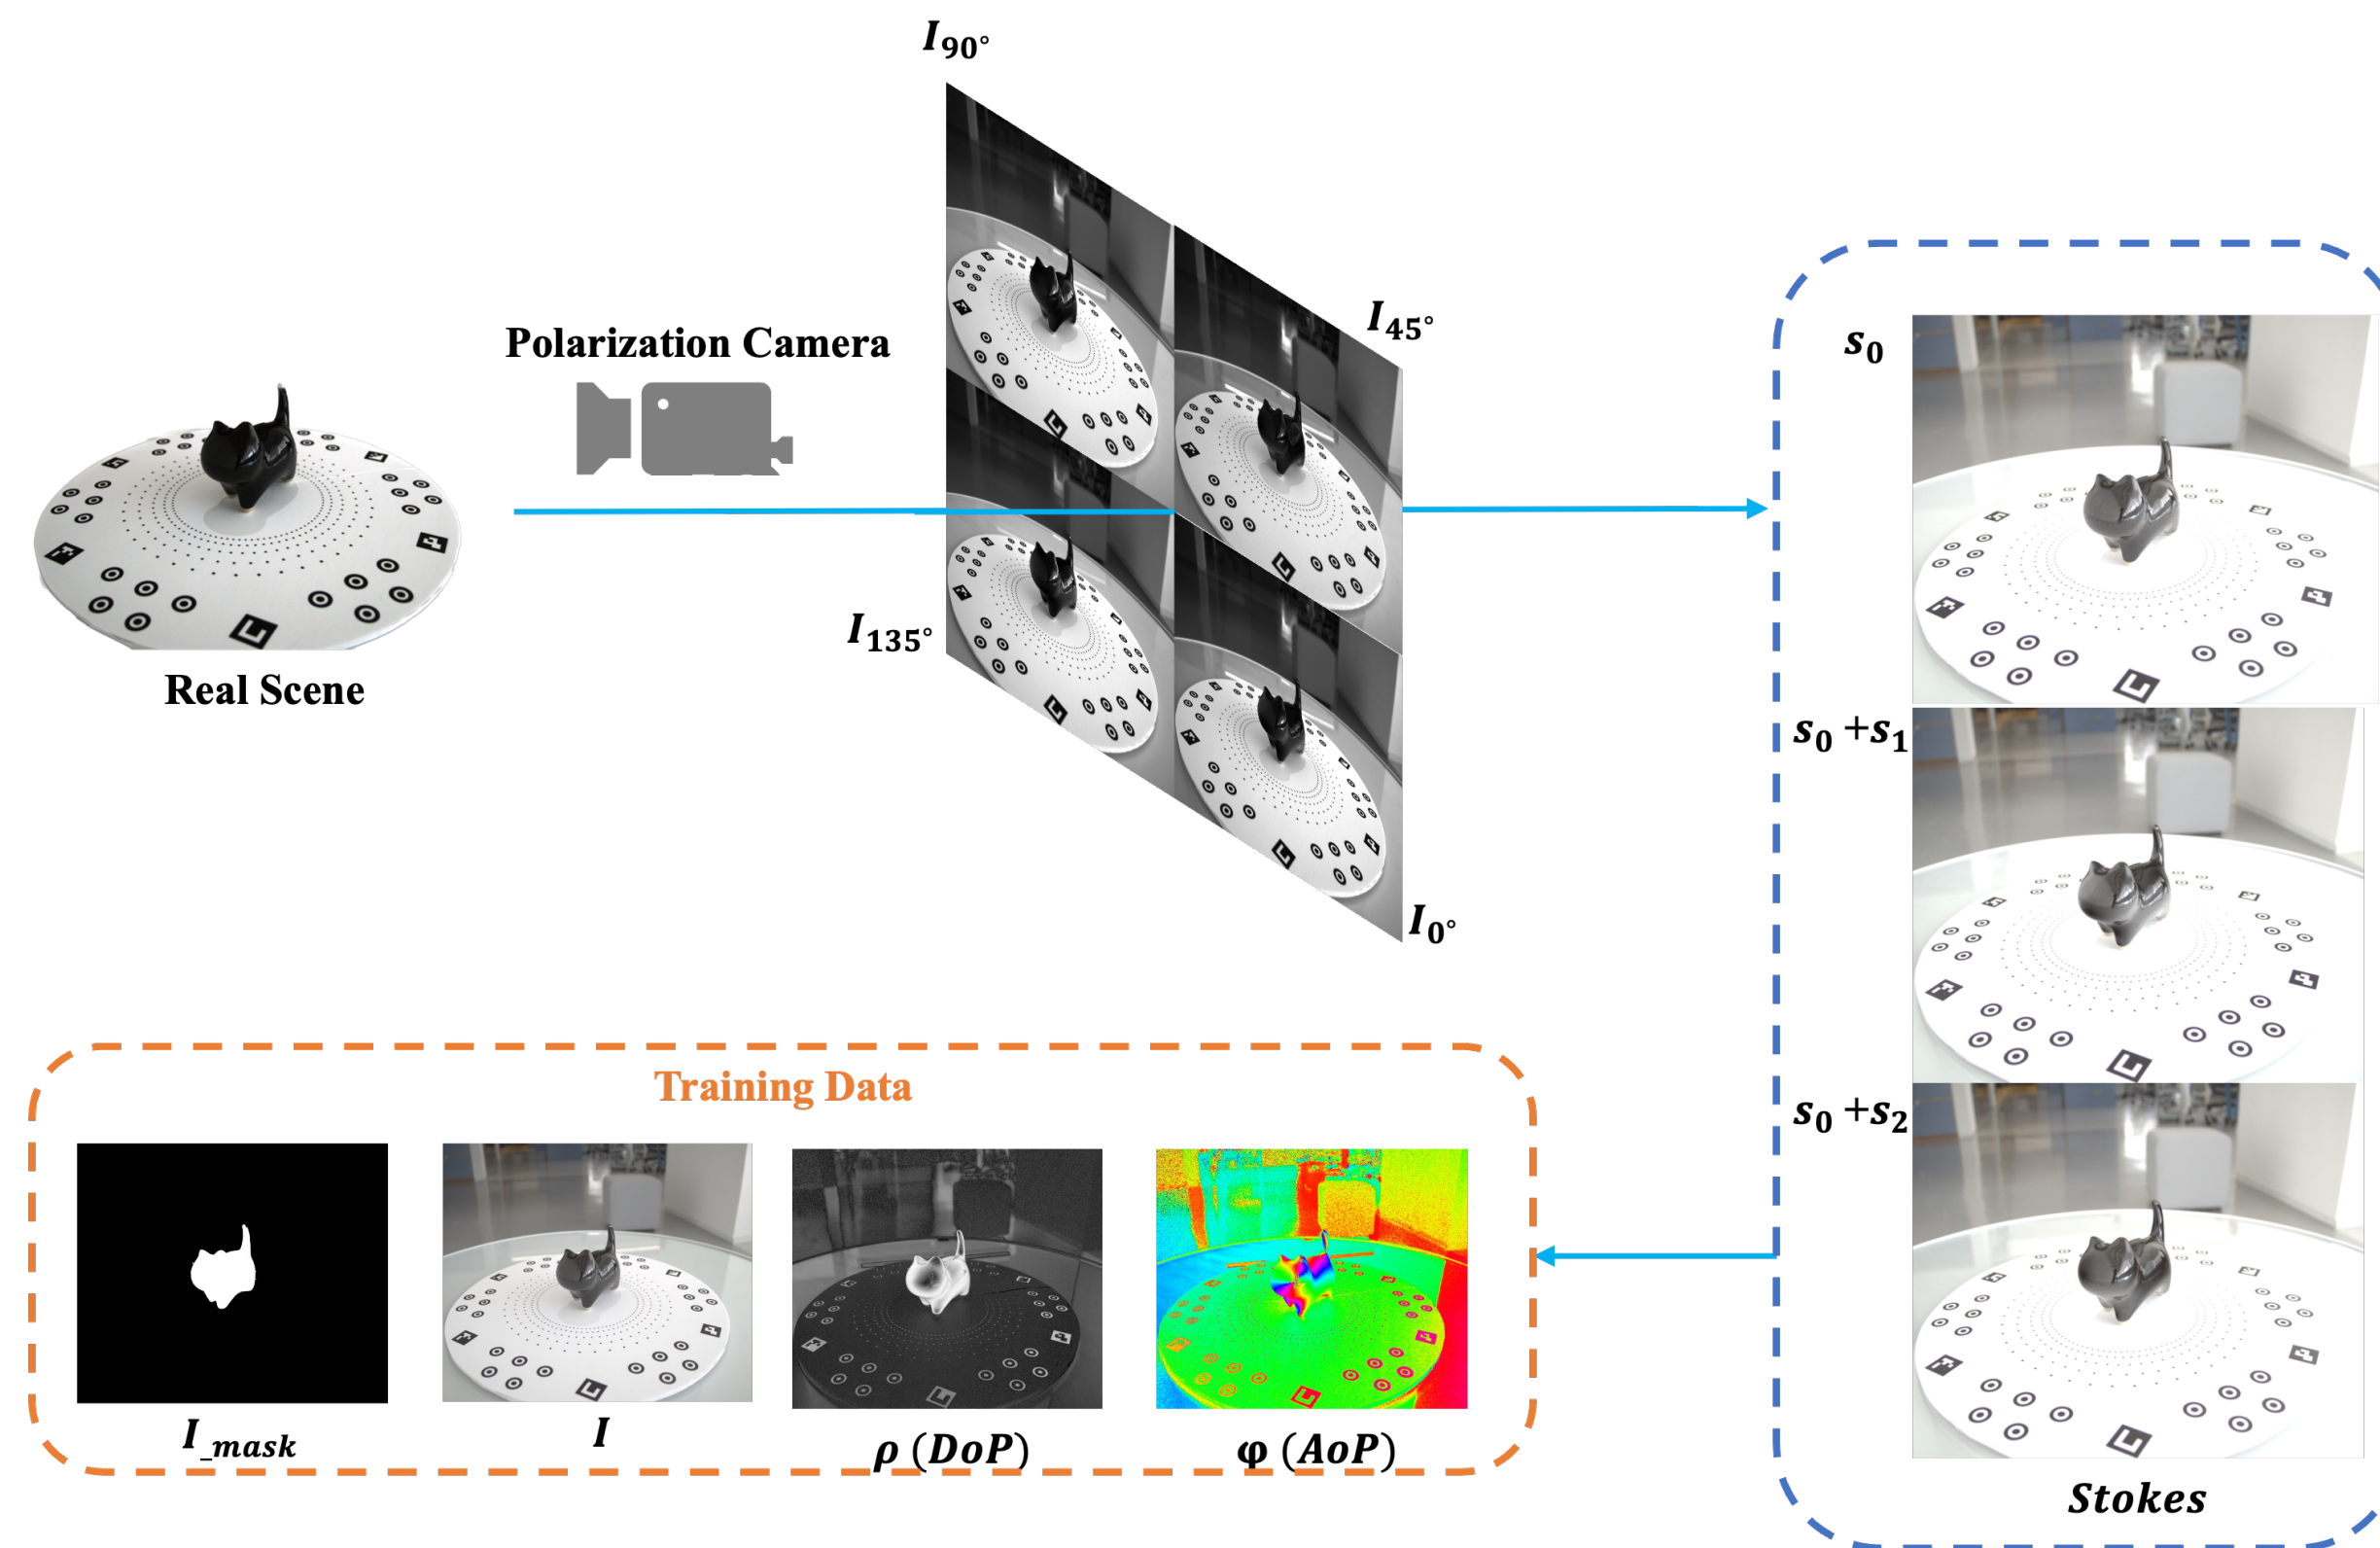 I90°
Polarization Camera
I45°
s0
Real Scene
I135°
s0 +s1
I0°
s0 +s2
Training Data
I_mask
I
ρ (DoP)
φ (AoP)
Stokes